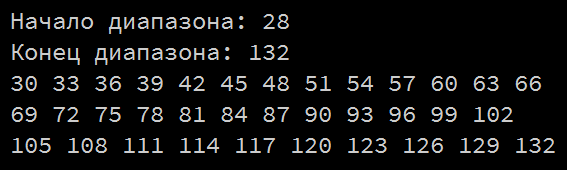 Начало диапазона: 28
Конец диапазона: 132
30 33 36 39 42 45 48 51 54 57 60 63 66
69 72 75 78 81 84 87 90 93 96 99 102
105 108 111 114 117 120 123 126 129 132